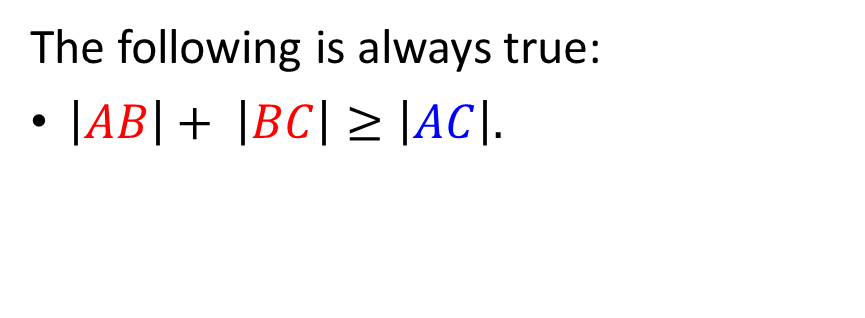 The following is always true:
• |AB| + |BC| ≥ |AC|.